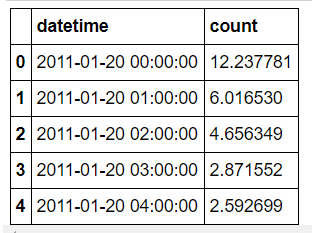 datetime count
0 2011-01-20 00:00:00 12.237781
1 2011-01-20 01:00:00 6.016530
2 2011-01-20 02:00:00 4.656349
3 2011-01-20 03:00:00 2.871552
4 2011-01-20 04:00:00 2.592699